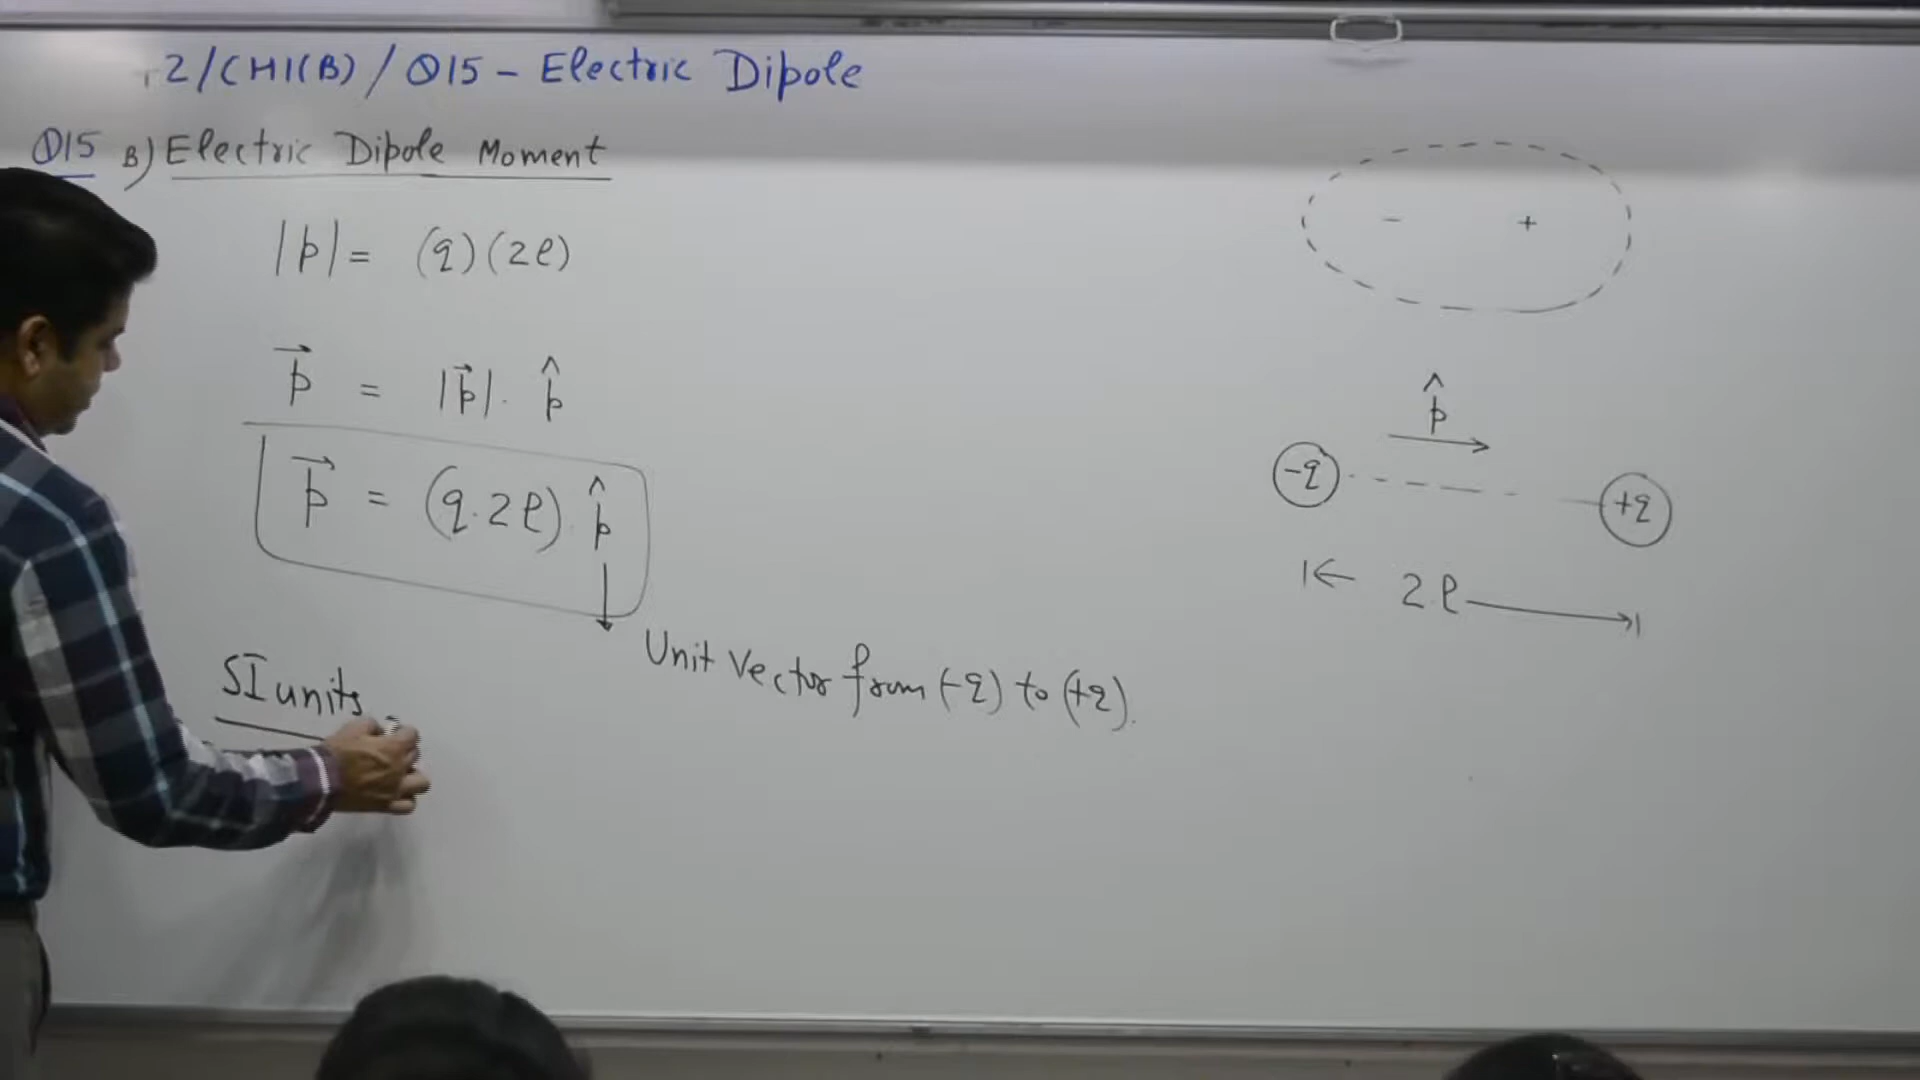 2/CH1(B)/Q15 - Electric Dipole
Q15 B) Electric Dipole Moment
|p| = (q)(2ℓ)
p⃗ = |p⃗|. p̂
p⃗ = (q.2ℓ). p̂
Unit Vector from (-q) to (+q).
SI units
- +
p̂
-q +q
2ℓ